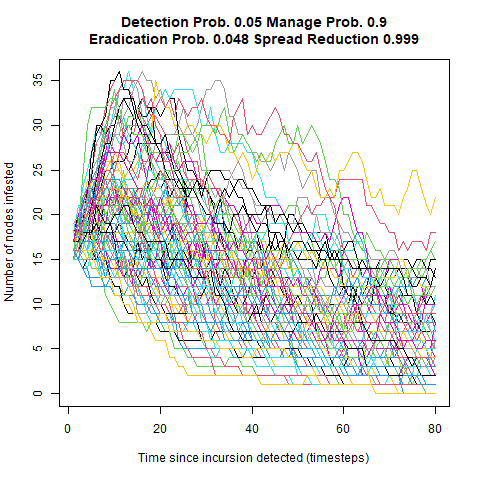 Detection Prob. 0.05 Manage Prob. 0.9
Eradication Prob. 0.048 Spread Reduction 0.999
Number of nodes infested
35
30
25
20
15
10
5
0
0 20 40 60 80
Time since incursion detected (timesteps)